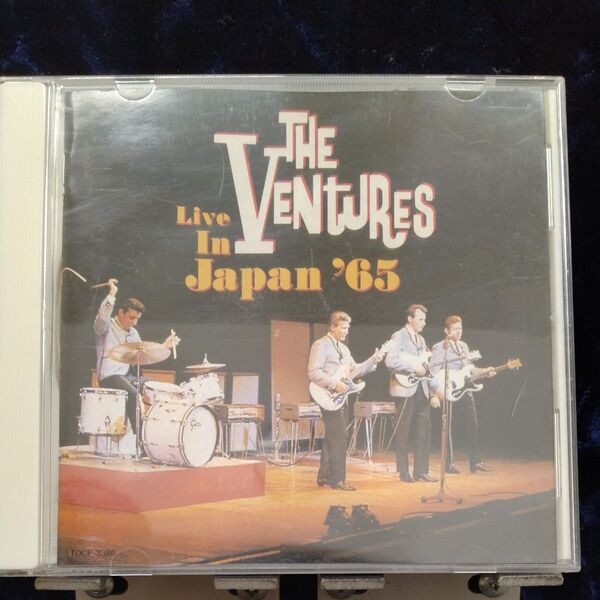 THE
VENTURES
Live
In
Japan '65
TOCP-3386